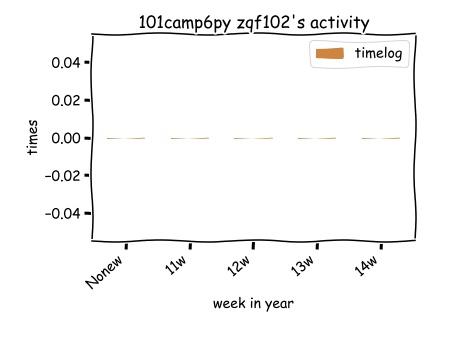 101camp6py zqf102's activity
timelog
0.04
0.02
0.00
−0.02
−0.04
times
Nonew 11w 12w 13w 14w
week in year